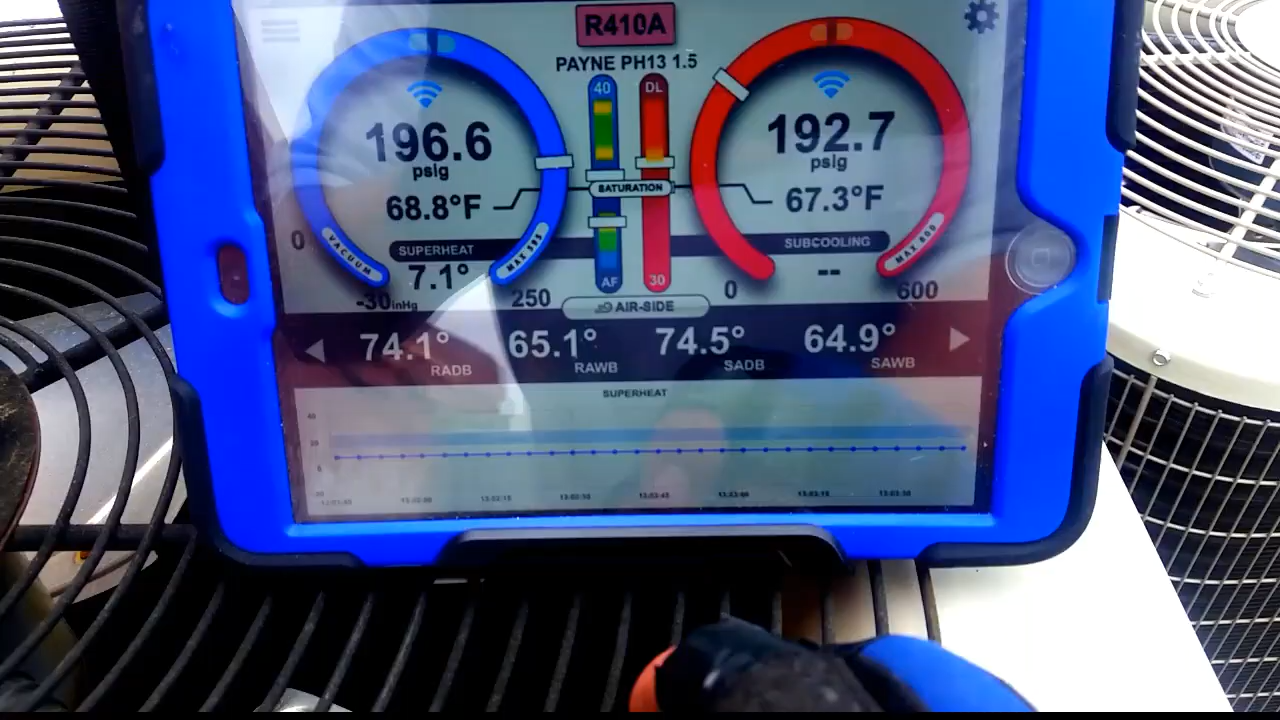 R410A
PAYNE PH13 1.5
40 DL
196.6 192.7
psig psig
68.8°F SATURATION 67.3°F
0 SUPERHEAT SUBCOOLING
VACUUM MAX 595 MAX 800
7.1° AF 30 --
-30inHg 250 0 600
AIR-SIDE
74.1° 65.1° 74.5° 64.9°
RADB RAWB SADB SAWB
SUPERHEAT